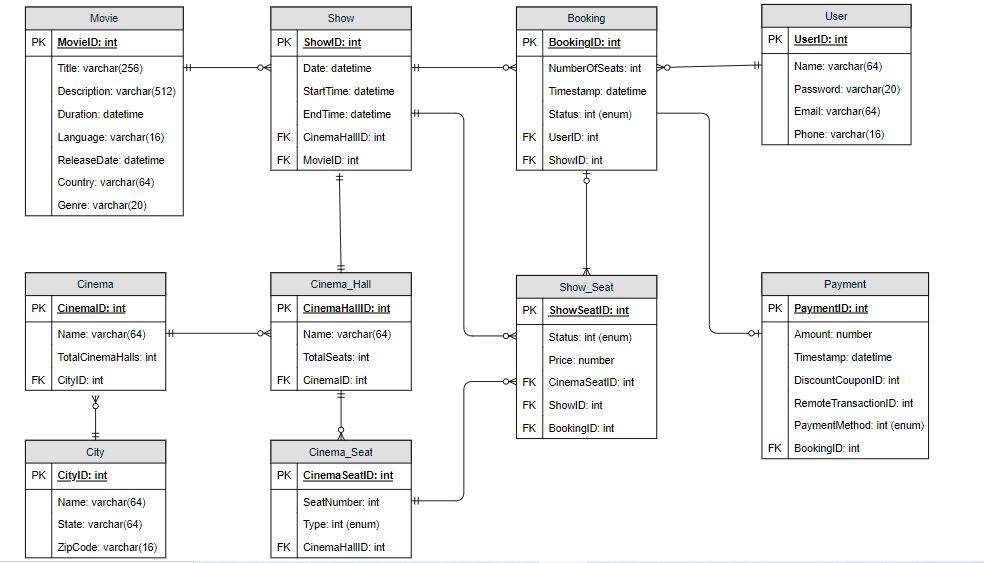 Movie
PK MovieID: int
Title: varchar(256)
Description: varchar(512)
Duration: datetime
Language: varchar(16)
ReleaseDate: datetime
Country: varchar(64)
Genre: varchar(20)
Show
PK ShowID: int
Date: datetime
StartTime: datetime
EndTime: datetime
FK CinemaHallID: int
FK MovieID: int
Booking
PK BookingID: int
NumberOfSeats: int
Timestamp: datetime
Status: int (enum)
FK UserID: int
FK ShowID: int
User
PK UserID: int
Name: varchar(64)
Password: varchar(20)
Email: varchar(64)
Phone: varchar(16)
Cinema
PK CinemaID: int
Name: varchar(64)
TotalCinemaHalls: int
FK CityID: int
Cinema_Hall
PK CinemaHallID: int
Name: varchar(64)
TotalSeats: int
FK CinemaID: int
Show_Seat
PK ShowSeatID: int
Status: int (enum)
Price: number
FK CinemaSeatID: int
FK ShowID: int
FK BookingID: int
Payment
PK PaymentID: int
Amount: number
Timestamp: datetime
DiscountCouponID: int
RemoteTransactionID: int
PaymentMethod: int (enum)
FK BookingID: int
City
PK CityID: int
Name: varchar(64)
State: varchar(64)
ZipCode: varchar(16)
Cinema_Seat
PK CinemaSeatID: int
SeatNumber: int
Type: int (enum)
FK CinemaHallID: int